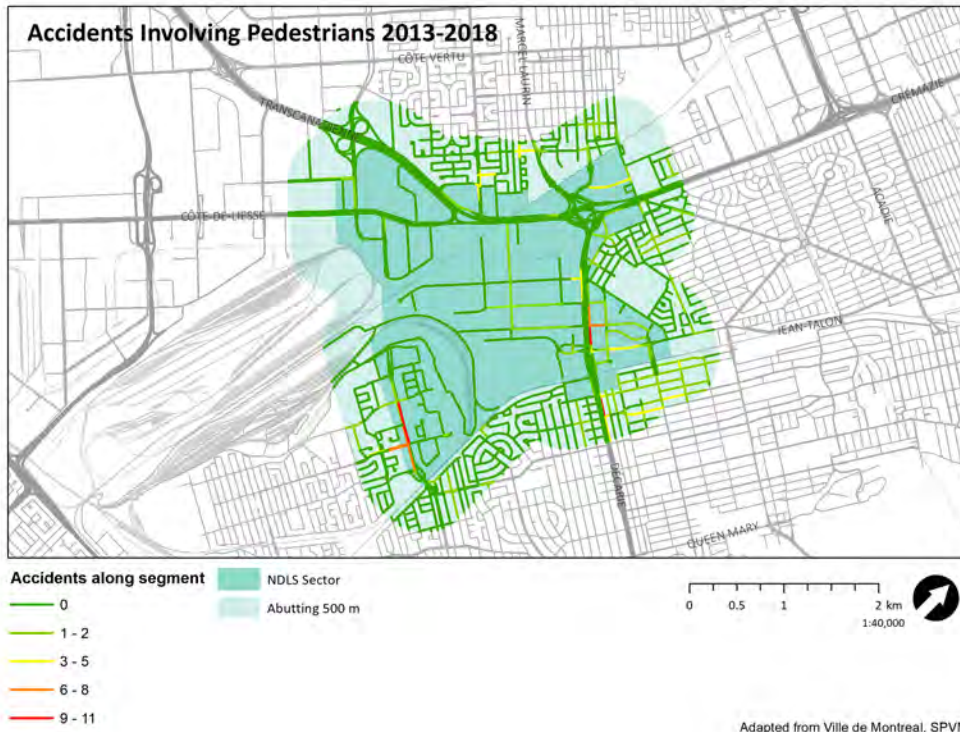 Accidents Involving Pedestrians 2013-2018
CÔTE VERTU
MARCEL LAURIN
TRANSCANADIENNE
CRÉMAZIE
ACADIE
CÔTE-DE-LIESSE
JEAN-TALON
DÉCARIE
QUEEN MARY
Accidents along segment
0
1 - 2
3 - 5
6 - 8
9 - 11
NDLS Sector
Abutting 500 m
0 0.5 1 2 km
1:40,000
Adapted from Ville de Montreal, SPVM